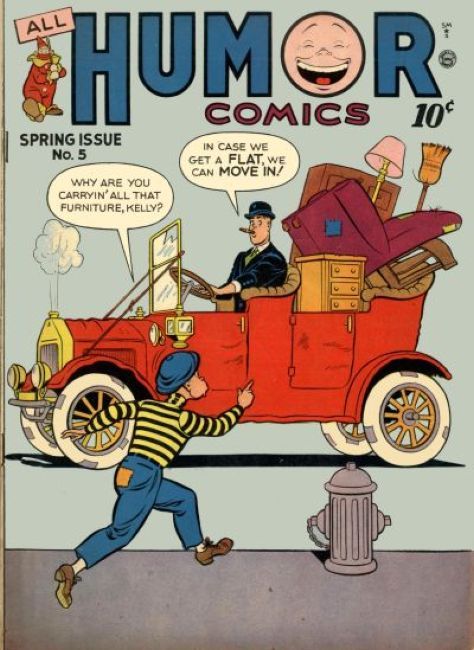 ALL
HUMOR
COMICS
10¢
SM
SPRING ISSUE
No. 5
IN CASE WE
GET A FLAT, WE
CAN MOVE IN!
WHY ARE YOU
CARRYIN' ALL THAT
FURNITURE, KELLY?